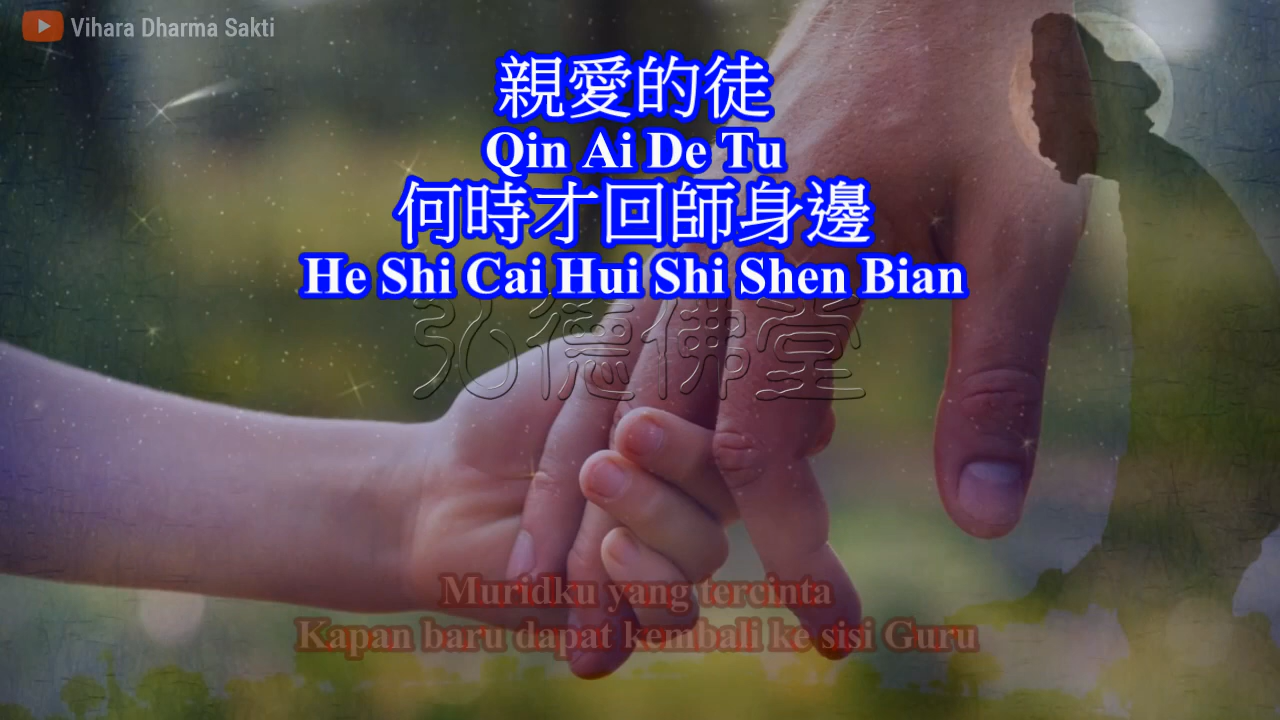 Vihara Dharma Sakti
親愛的徒
Qin Ai De Tu
何時才回師身邊
He Shi Cai Hui Shi Shen Bian
弘德佛堂
Muridku yang tercinta
Kapan baru dapat kembali ke sisi Guru